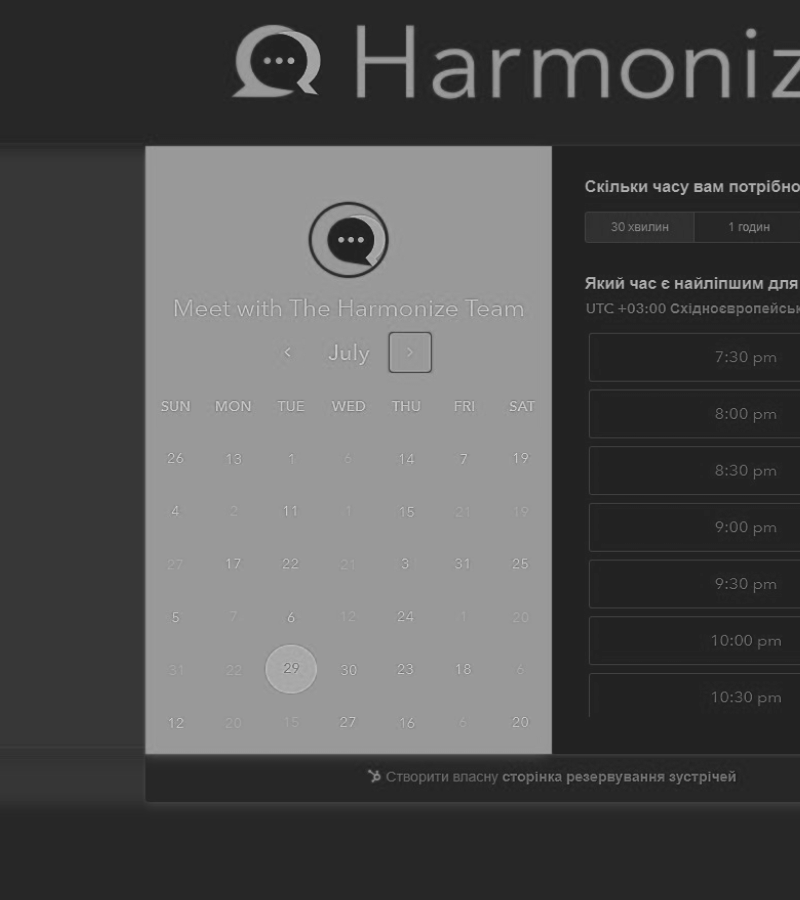 Harmoniz
Meet with The Harmonize Team
July
SUN MON TUE WED THU FRI SAT
26 13 1 6 14 7 19
4 2 11 1 15 21 19
27 17 22 21 3 31 25
5 7 6 12 24 1 20
31 22 29 30 23 18 6
12 20 15 27 16 6 20
Скільки часу вам потрібно
30 хвилин 1 годин
Який час є найліпшим для
UTC +03:00 Східноєвропейськ
7:30 pm
8:00 pm
8:30 pm
9:00 pm
9:30 pm
10:00 pm
10:30 pm
Створити власну сторінка резервування зустрічей